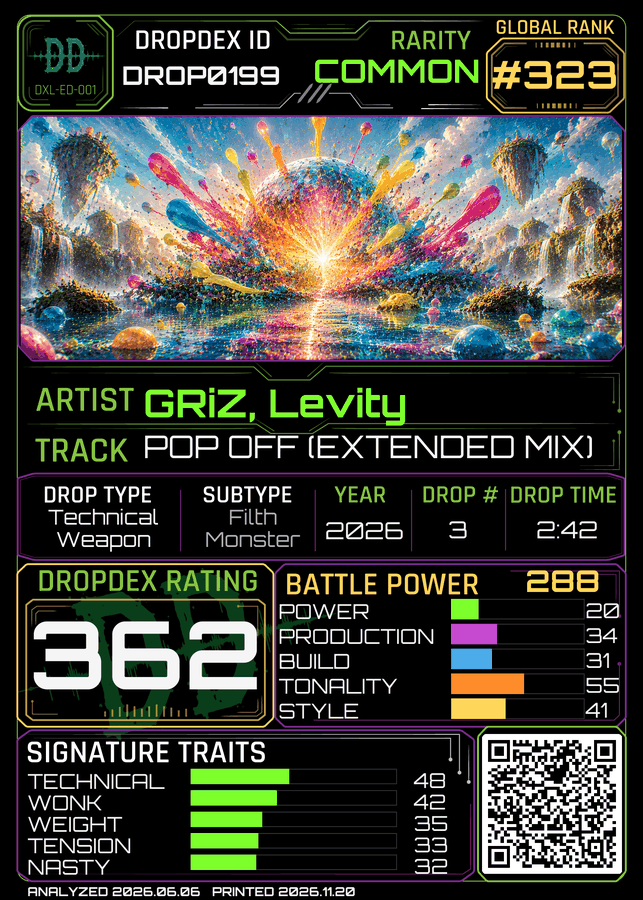 DD
DXL-ED-001
DROPDEX ID
DROP0199
RARITY
COMMON
GLOBAL RANK
#323
ARTIST GRiZ, Levity
TRACK POP OFF (EXTENDED MIX)
DROP TYPE
Technical
Weapon
SUBTYPE
Filth
Monster
YEAR
2026
DROP #
3
DROP TIME
2:42
DROPDEX RATING
362
BATTLE POWER 288
POWER 20
PRODUCTION 34
BUILD 31
TONALITY 55
STYLE 41
SIGNATURE TRAITS
TECHNICAL 48
WONK 42
WEIGHT 35
TENSION 33
NASTY 32
ANALYZED 2026.06.06 PRINTED 2026.11.20